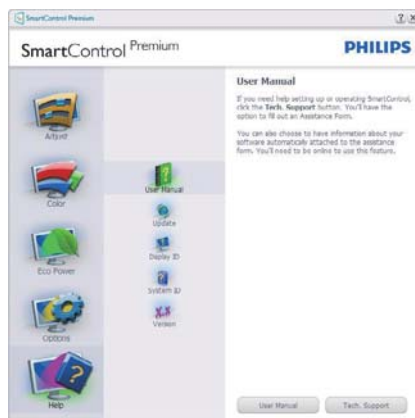 SmartControl Premium
SmartControl Premium
PHILIPS
Adjust
Color
Eco Power
Options
Help
User Manual
Update
Display ID
System ID
Version
User Manual
If you need help setting up or operating SmartControl,
click the Tech. Support button. You'll have the
option to fill out an Assistance Form.
You can also choose to have information about your
software automatically attached to the assistance
form. You'll need to be online to use this feature.
User Manual
Tech. Support